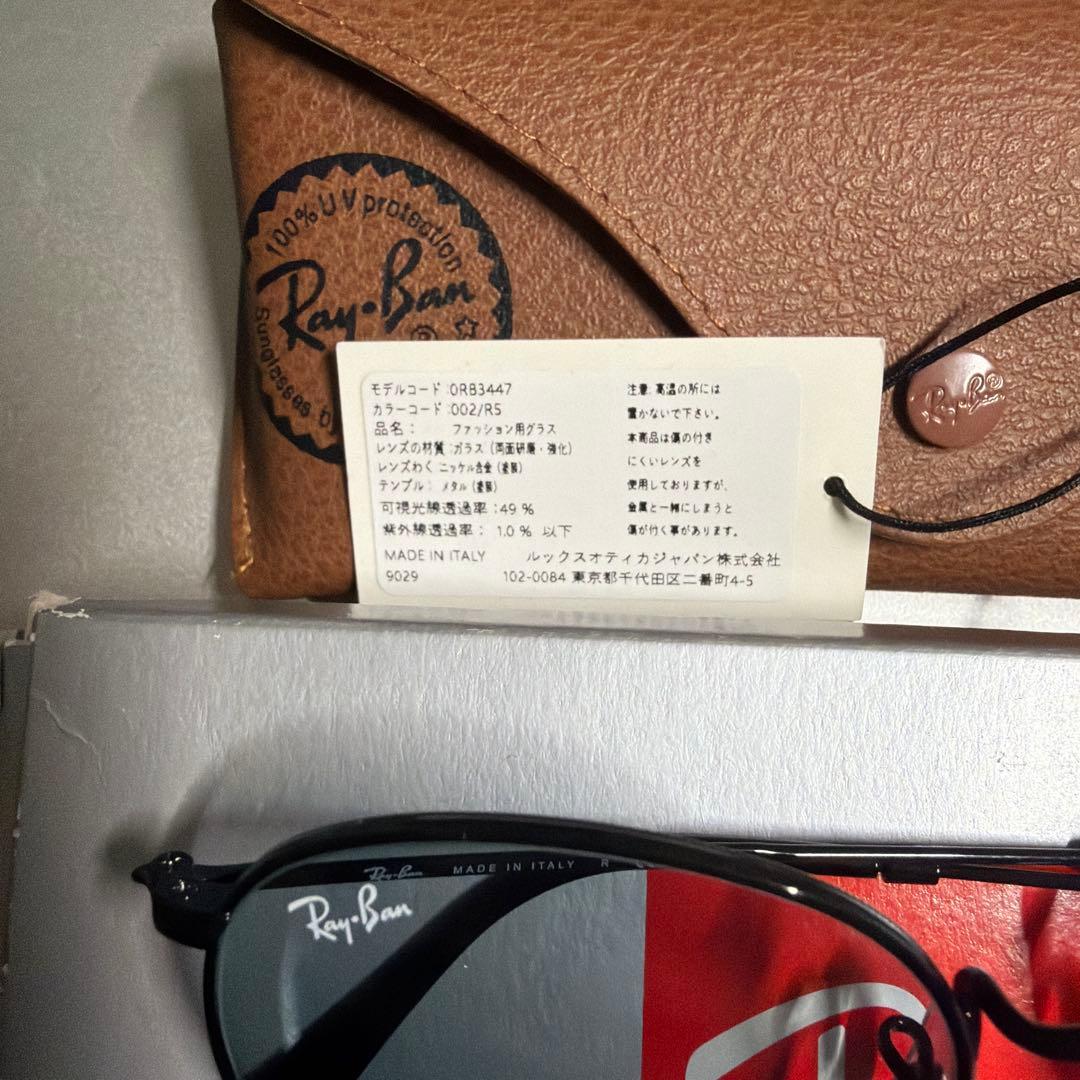 100% UV protection
Ray-Ban
®
Sunglasses
モデルコード:0RB3447
カラーコード:002/R5
品名： ファッション用グラス
レンズの材質:ガラス（両面研磨・強化）
レンズわく ニッケル合金（塗装）
テンプル： メタル（塗装）
可視光線透過率：49 %
紫外線透過率： 1.0 % 以下
MADE IN ITALY ルックスオティカジャパン株式会社
9029 102-0084 東京都千代田区二番町4-5
注意:高温の所には
置かないで下さい。
本商品は傷の付き
にくいレンズを
使用しておりますが、
金属と一緒にしまうと
傷が付く事があります。
Ray-Ban®
Ray-Ban MADE IN ITALY R
Ray-Ban